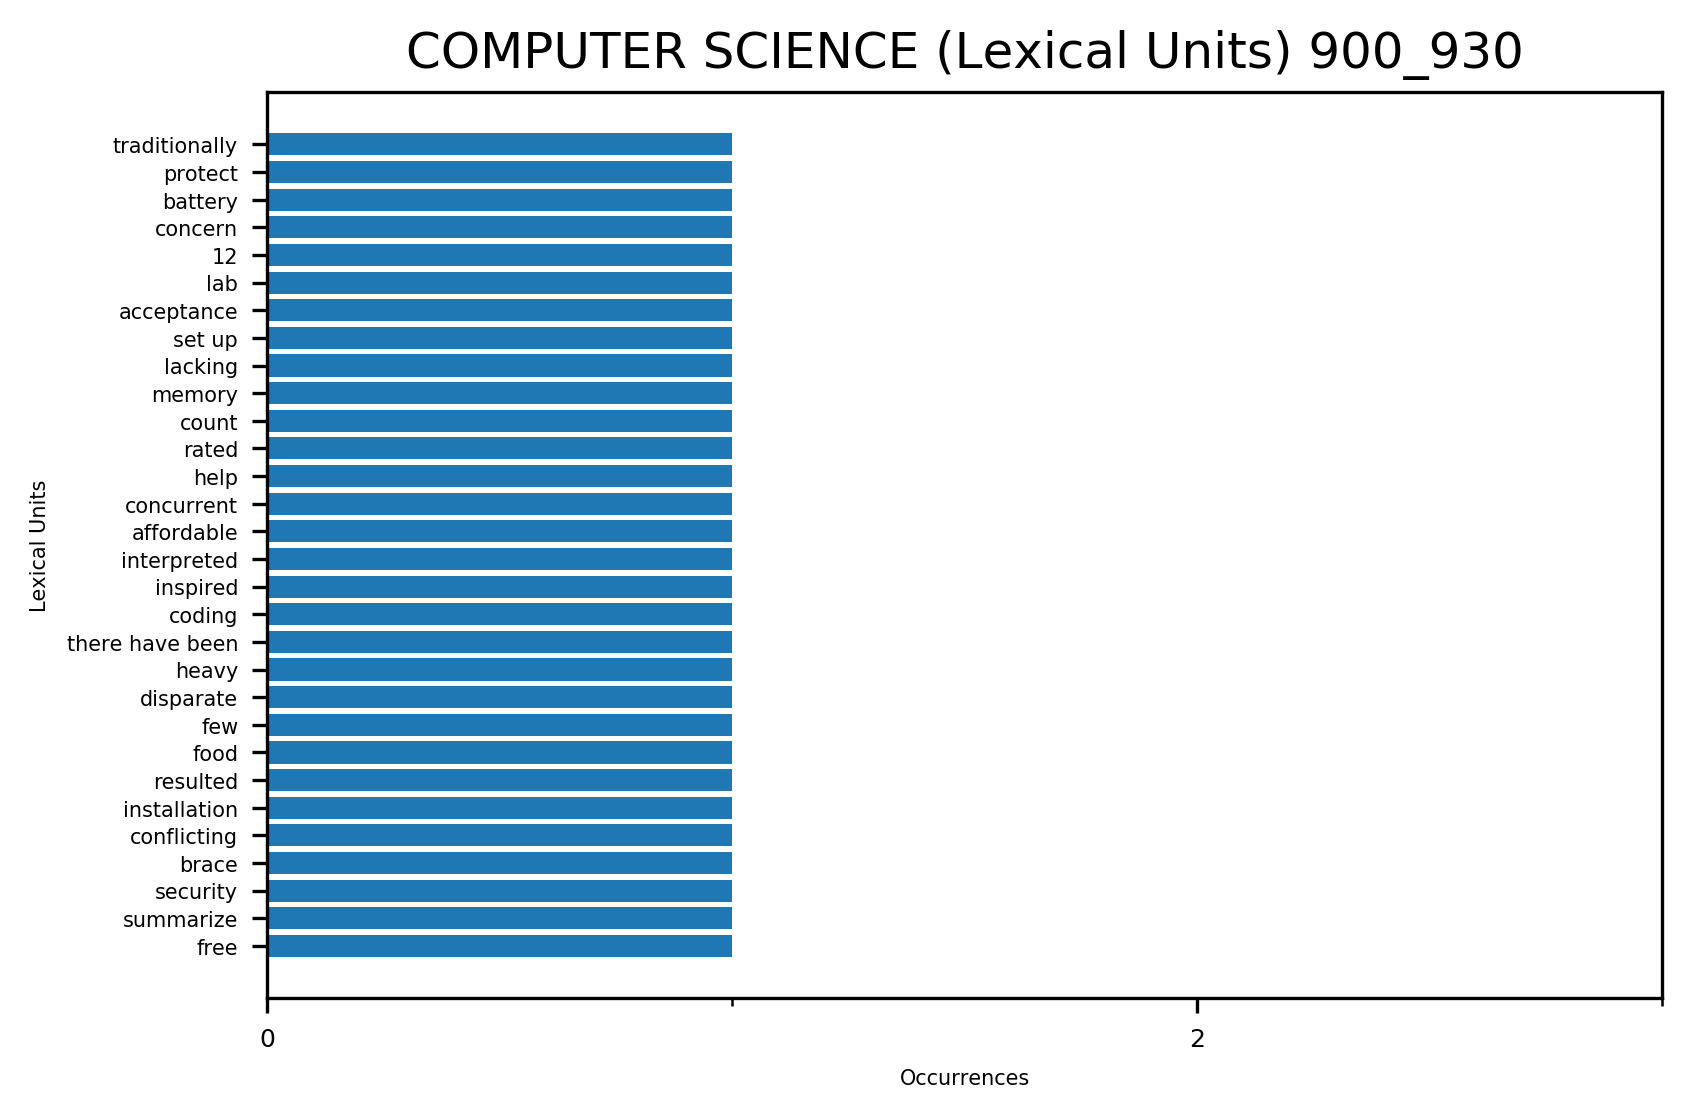 COMPUTER SCIENCE (Lexical Units) 900_930
traditionally
protect
battery
concern
12
lab
acceptance
set up
lacking
memory
count
rated
help
concurrent
affordable
interpreted
inspired
coding
there have been
heavy
disparate
few
food
resulted
installation
conflicting
brace
security
summarize
free
Lexical Units
0
2
Occurrences